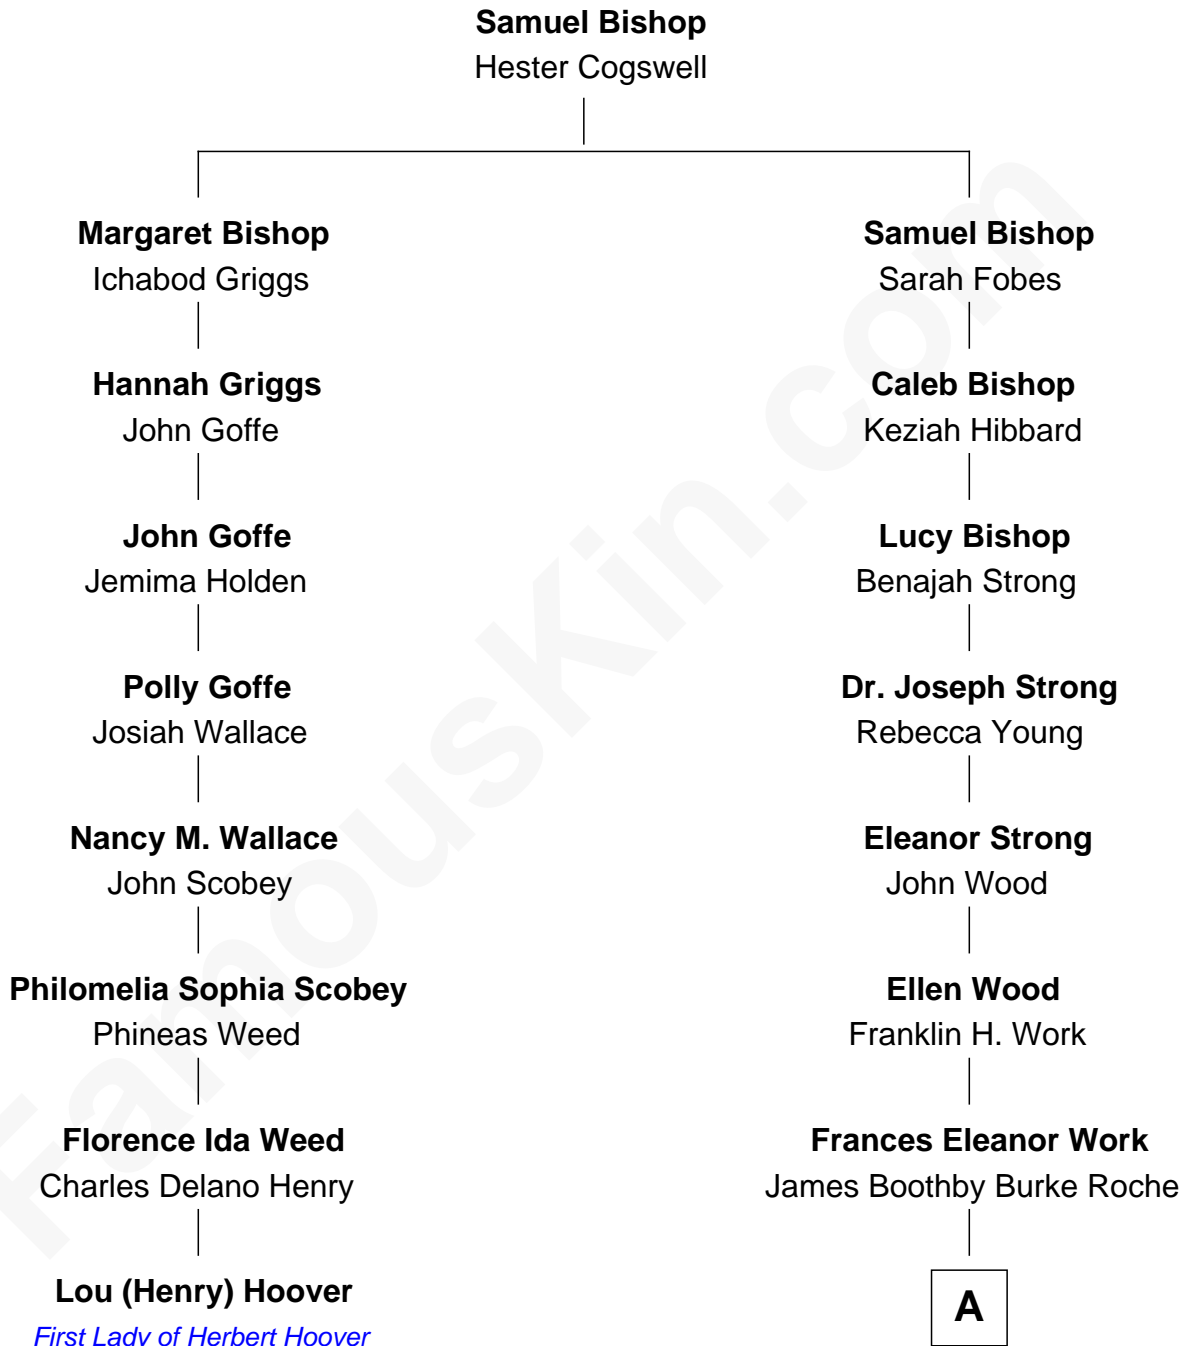 Samuel Bishop
Hester Cogswell
Margaret Bishop
Ichabod Griggs
Samuel Bishop
Sarah Fobes
Hannah Griggs
John Goffe
Caleb Bishop
Keziah Hibbard
John Goffe
Jemima Holden
Lucy Bishop
Benajah Strong
Polly Goffe
Josiah Wallace
Dr. Joseph Strong
Rebecca Young
Nancy M. Wallace
John Scobey
Eleanor Strong
John Wood
Philomelia Sophia Scobey
Phineas Weed
Ellen Wood
Franklin H. Work
Florence Ida Weed
Charles Delano Henry
Frances Eleanor Work
James Boothby Burke Roche
Lou (Henry) Hoover
First Lady of Herbert Hoover
A
FamousKin.com